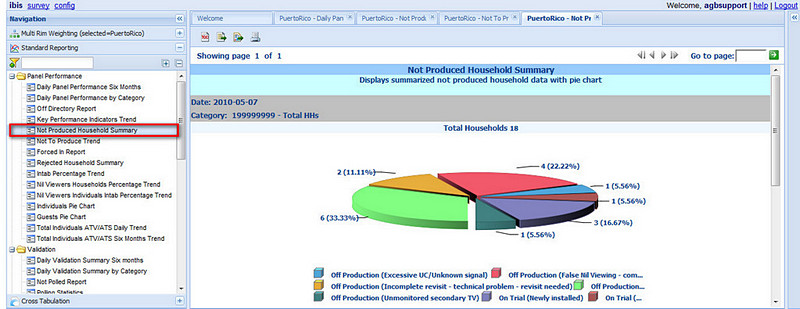 ibis survey config
Welcome, agbsupport | help | Logout
Navigation
Multi Rim Weighting (selected=PuertoRico)
Standard Reporting
Panel Performance
Daily Panel Performance Six Months
Daily Panel Performance by Category
Off Directory Report
Key Performance Indicators Trend
Not Produced Household Summary
Not To Produce Trend
Forced in Report
Rejected Household Summary
Intab Percentage Trend
Nil Viewers Households Percentage Trend
Nil Viewers Individuals Intab Percentage Trend
Individuals Pie Chart
Guests Pie Chart
Total Individuals ATV/ATS Daily Trend
Total Individuals ATV/ATS Six Months Trend
Validation
Daily Validation Summary Six months
Daily Validation Summary by Category
Not Polled Report
Polling Statistics
Cross Tabulation
Welcome
PuertoRico - Daily Pan
PuertoRico - Not Produ
PuertoRico - Not To Pr
PuertoRico - Not Pr
Showing page 1 of 1
Go to page:
Not Produced Household Summary
Displays summarized not produced household data with pie chart
Date: 2010-05-07
Category: 199999999 - Total HHs
Total Households 18
4 (22.22%)
2 (11.11%)
1 (5.56%)
1 (5.56%)
6 (33.33%)
3 (16.67%)
1 (5.56%)
Off Production (Excessive UC/Unknown signal)
Off Production (False Nil Viewing - com...
Off Production (Incomplete revisit - technical problem - revisit needed)
Off Production...
Off Production (Unmonitored secondary TV)
On Trial (Newly installed)
On Trial (...